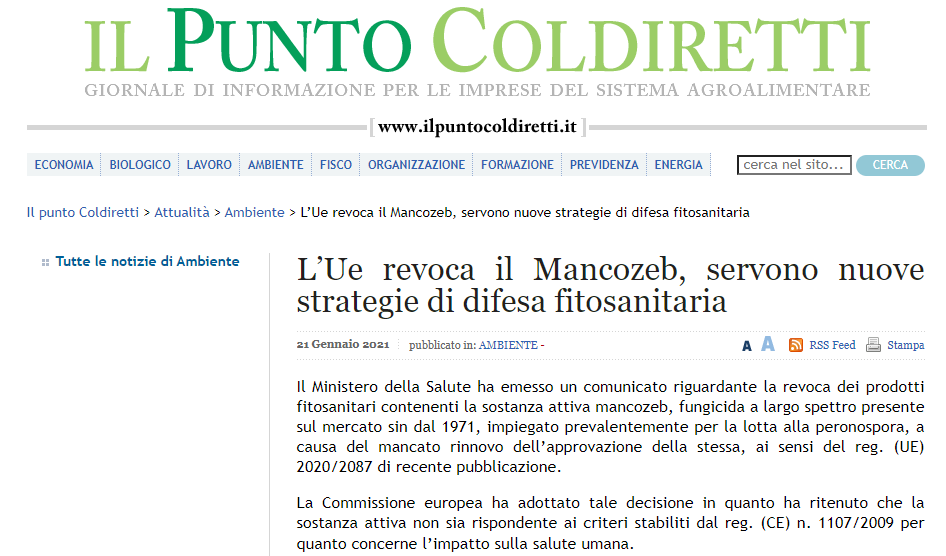 IL PUNTO COLDIRETTI
GIORNALE DI INFORMAZIONE PER LE IMPRESE DEL SISTEMA AGROALIMENTARE
[ www.ilpuntocoldiretti.it ]
ECONOMIA BIOLOGICO LAVORO AMBIENTE FISCO ORGANIZZAZIONE FORMAZIONE PREVIDENZA ENERGIA cerca nel sito... CERCA
Il punto Coldiretti > Attualità > Ambiente > L'Ue revoca il Mancozeb, servono nuove strategie di difesa fitosanitaria
Tutte le notizie di Ambiente
L'Ue revoca il Mancozeb, servono nuove
strategie di difesa fitosanitaria
21 Gennaio 2021 pubblicato in: AMBIENTE - A A RSS Feed Stampa
Il Ministero della Salute ha emesso un comunicato riguardante la revoca dei prodotti
fitosanitari contenenti la sostanza attiva mancozeb, fungicida a largo spettro presente
sul mercato sin dal 1971, impiegato prevalentemente per la lotta alla peronospora, a
causa del mancato rinnovo dell'approvazione della stessa, ai sensi del reg. (UE)
2020/2087 di recente pubblicazione.
La Commissione europea ha adottato tale decisione in quanto ha ritenuto che la
sostanza attiva non sia rispondente ai criteri stabiliti dal reg. (CE) n. 1107/2009 per
quanto concerne l'impatto sulla salute umana.